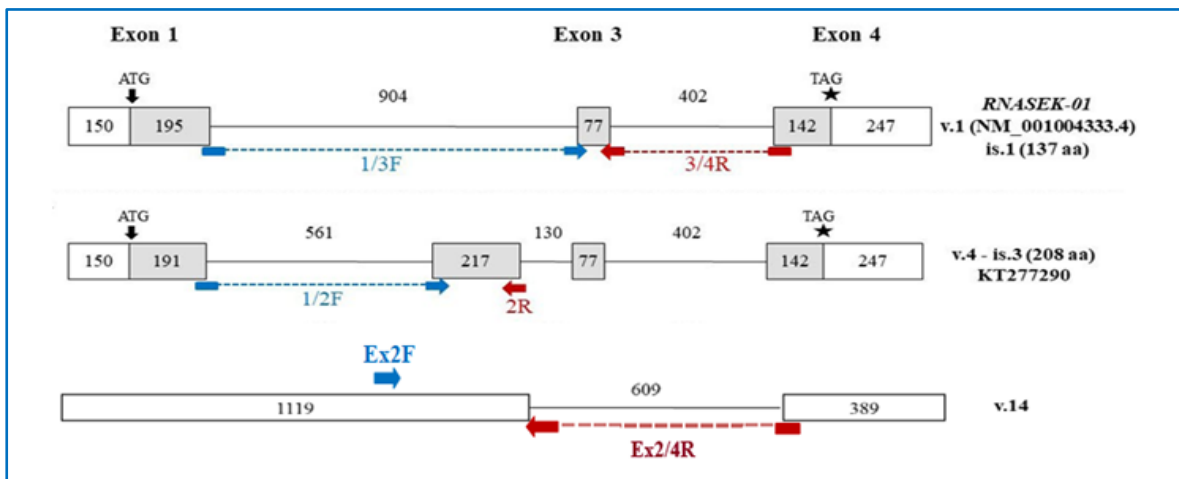 Exon 1 Exon 3 Exon 4
ATG TAG
904 402
150 195 77 142 247
RNASEK-01
v.1 (NM_001004333.4)
is.1 (137 aa)
1/3F 3/4R
ATG TAG
561 130 402
150 191 217 77 142 247
v.4 - is.3 (208 aa)
KT277290
1/2F 2R
Ex2F
609
1119 389 v.14
Ex2/4R